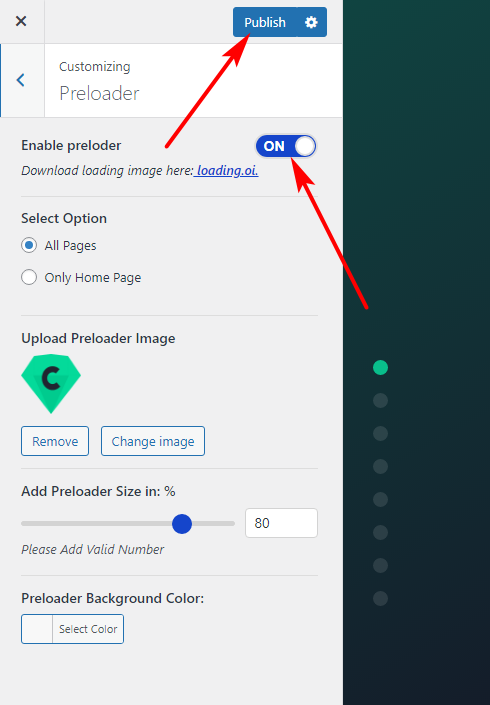 Publish
Customizing
Preloader
Enable preloder
ON
Download loading image here: loading.oi.
Select Option
All Pages
Only Home Page
Upload Preloader Image
C
Remove
Change image
Add Preloader Size in: %
80
Please Add Valid Number
Preloader Background Color:
Select Color